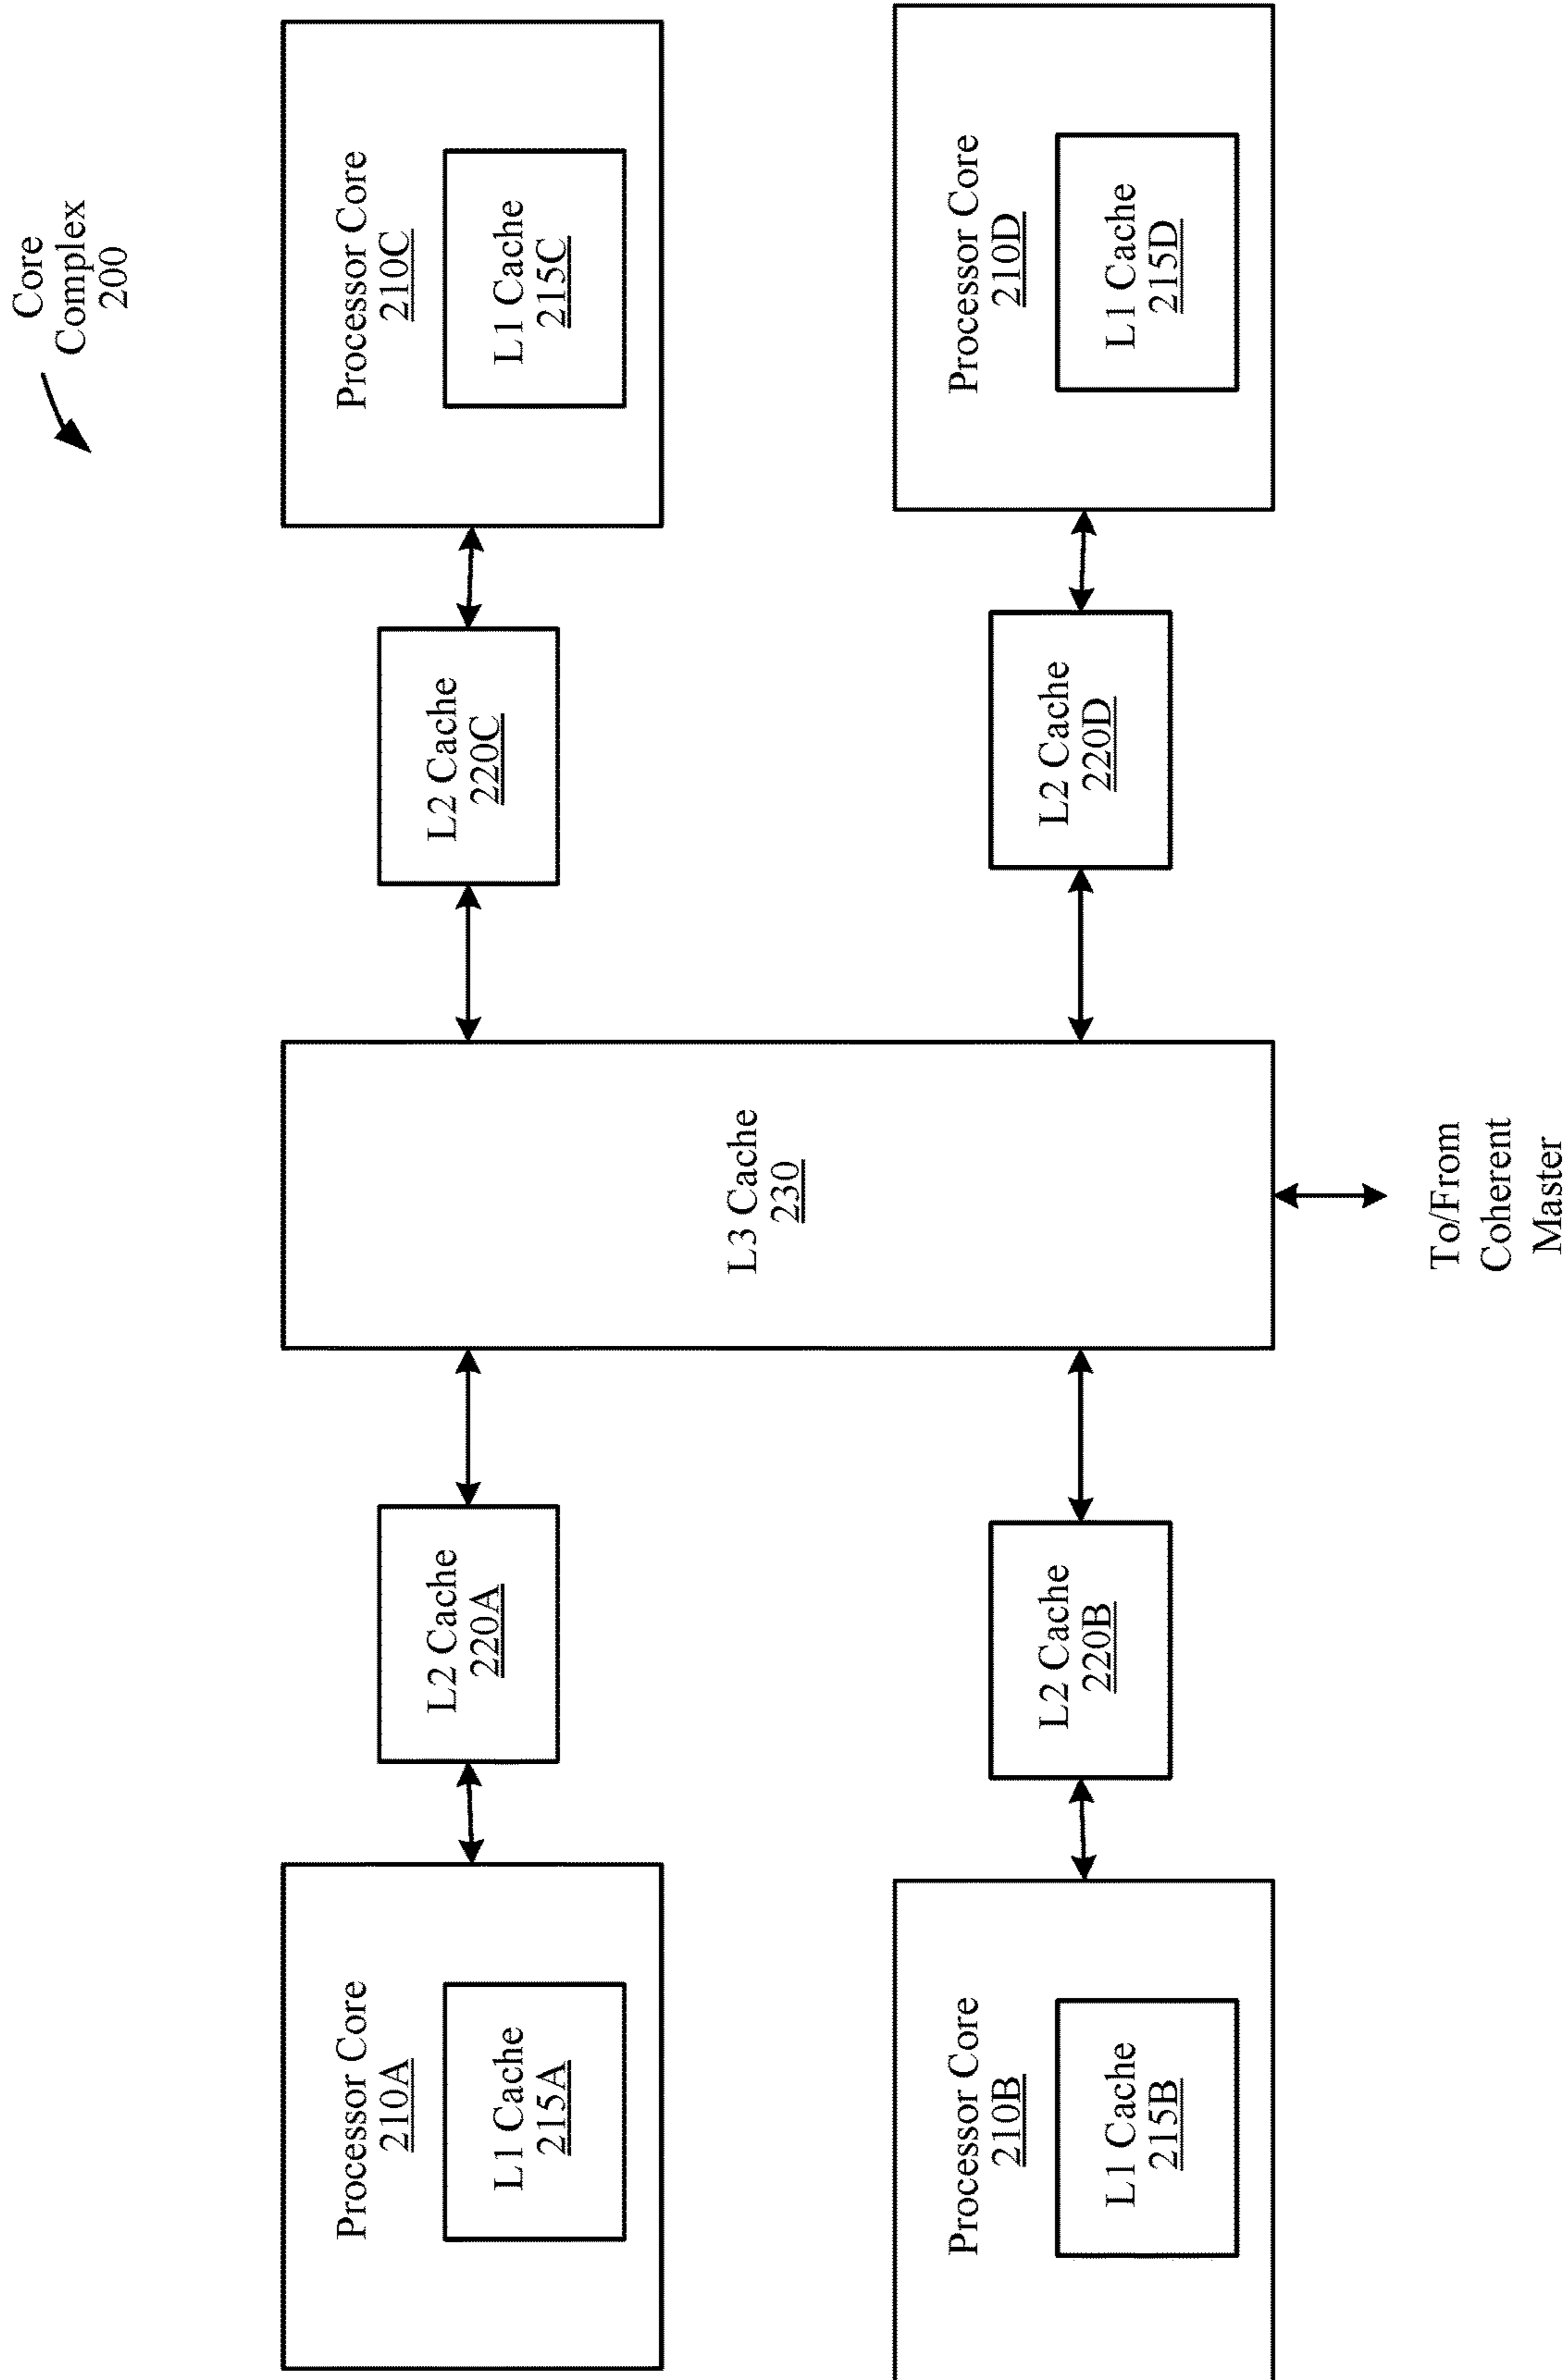 Core
Complex
200
Processor Core
210A
L1 Cache
215A
L2 Cache
220A
L3 Cache
230
L2 Cache
220C
Processor Core
210C
L1 Cache
215C
Processor Core
210B
L1 Cache
215B
L2 Cache
220B
L2 Cache
220D
Processor Core
210D
L1 Cache
215D
To/From
Coherent
Master